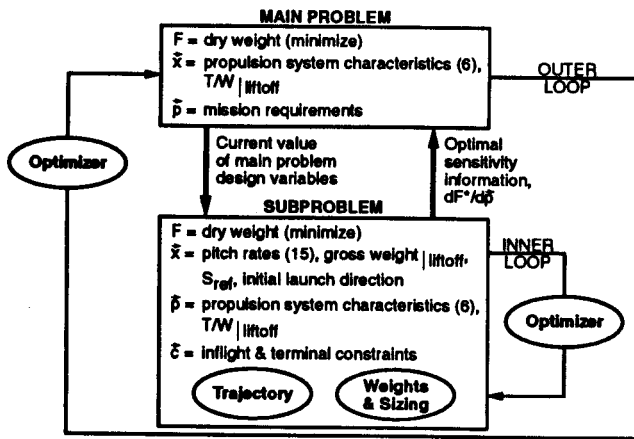 MAIN PROBLEM
F = dry weight (minimize)
x⃗ = propulsion system characteristics (6),
T/W | liftoff
p⃗ = mission requirements
OUTER
LOOP
Optimizer
Current value
of main problem
design variables
Optimal
sensitivity
information,
dF*/dp⃗
SUBPROBLEM
F = dry weight (minimize)
x⃗ = pitch rates (15), gross weight | liftoff,
Sref, initial launch direction
p⃗ = propulsion system characteristics (6),
T/W | liftoff
c⃗ = inflight & terminal constraints
INNER
LOOP
Optimizer
Trajectory
Weights
& Sizing